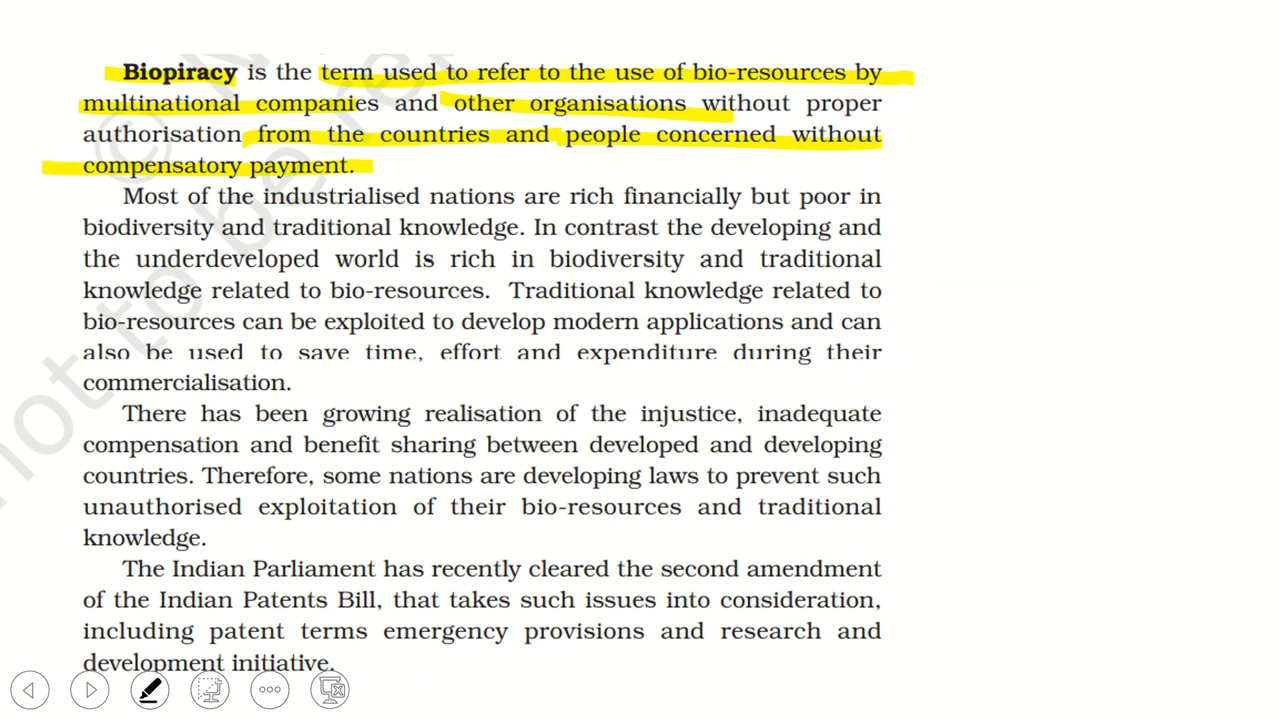 Biopiracy is the term used to refer to the use of bio-resources by
multinational companies and other organisations without proper
authorisation from the countries and people concerned without
compensatory payment.
Most of the industrialised nations are rich financially but poor in
biodiversity and traditional knowledge. In contrast the developing and
the underdeveloped world is rich in biodiversity and traditional
knowledge related to bio-resources. Traditional knowledge related to
bio-resources can be exploited to develop modern applications and can
also be used to save time, effort and expenditure during their
commercialisation.
There has been growing realisation of the injustice, inadequate
compensation and benefit sharing between developed and developing
countries. Therefore, some nations are developing laws to prevent such
unauthorised exploitation of their bio-resources and traditional
knowledge.
The Indian Parliament has recently cleared the second amendment
of the Indian Patents Bill, that takes such issues into consideration,
including patent terms emergency provisions and research and
development initiative.
not to be re